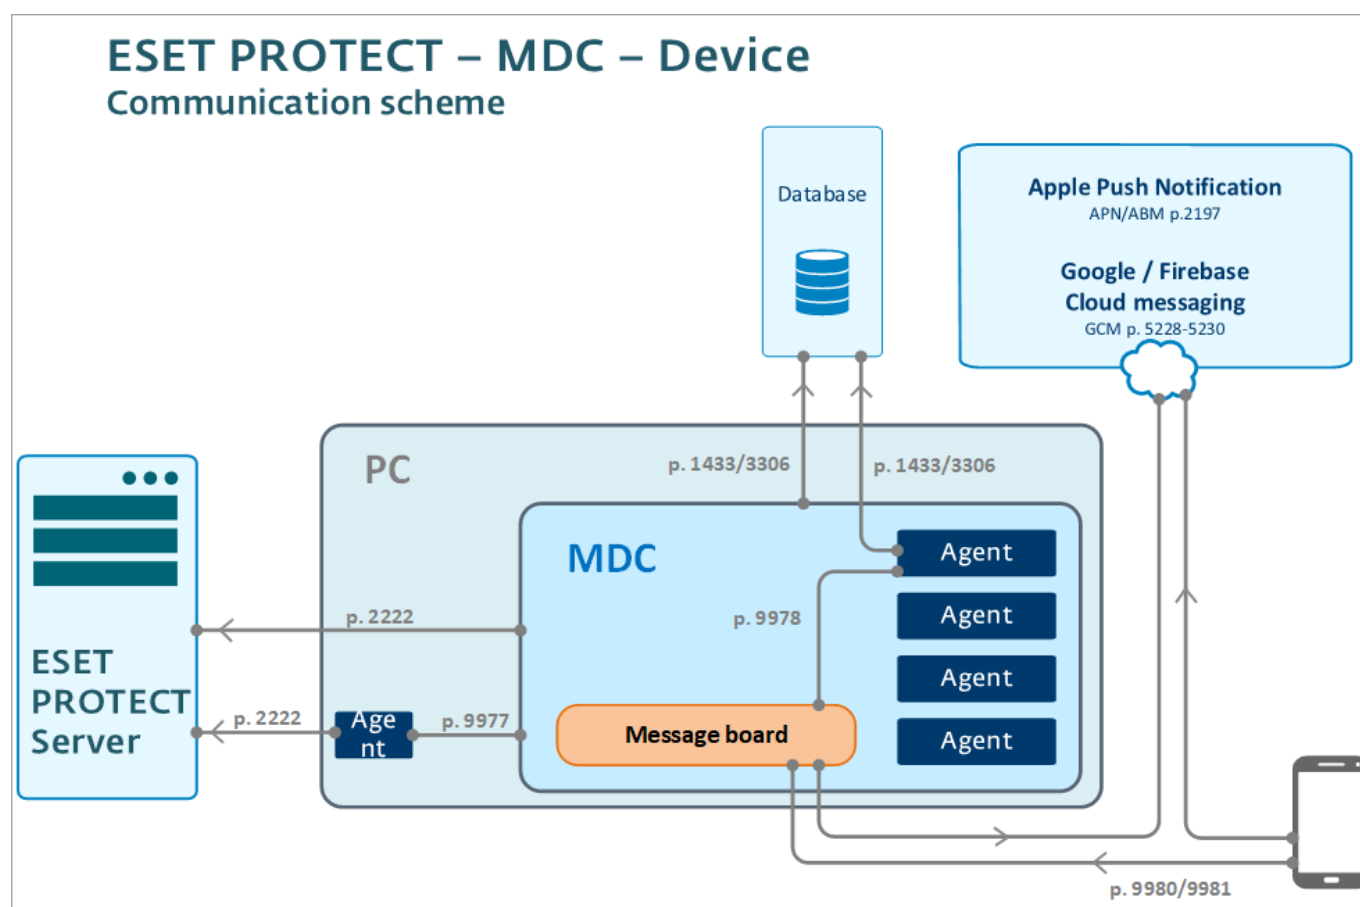 ESET PROTECT – MDC – Device
Communication scheme
Database
Apple Push Notification
APN/ABM p.2197
Google / Firebase
Cloud messaging
GCM p. 5228-5230
PC
p. 1433/3306
p. 1433/3306
MDC
Agent
p. 9978
Agent
Agent
Agent
Message board
p. 2222
ESET
PROTECT
Server
p. 2222
Age
nt
p. 9977
p. 9980/9981